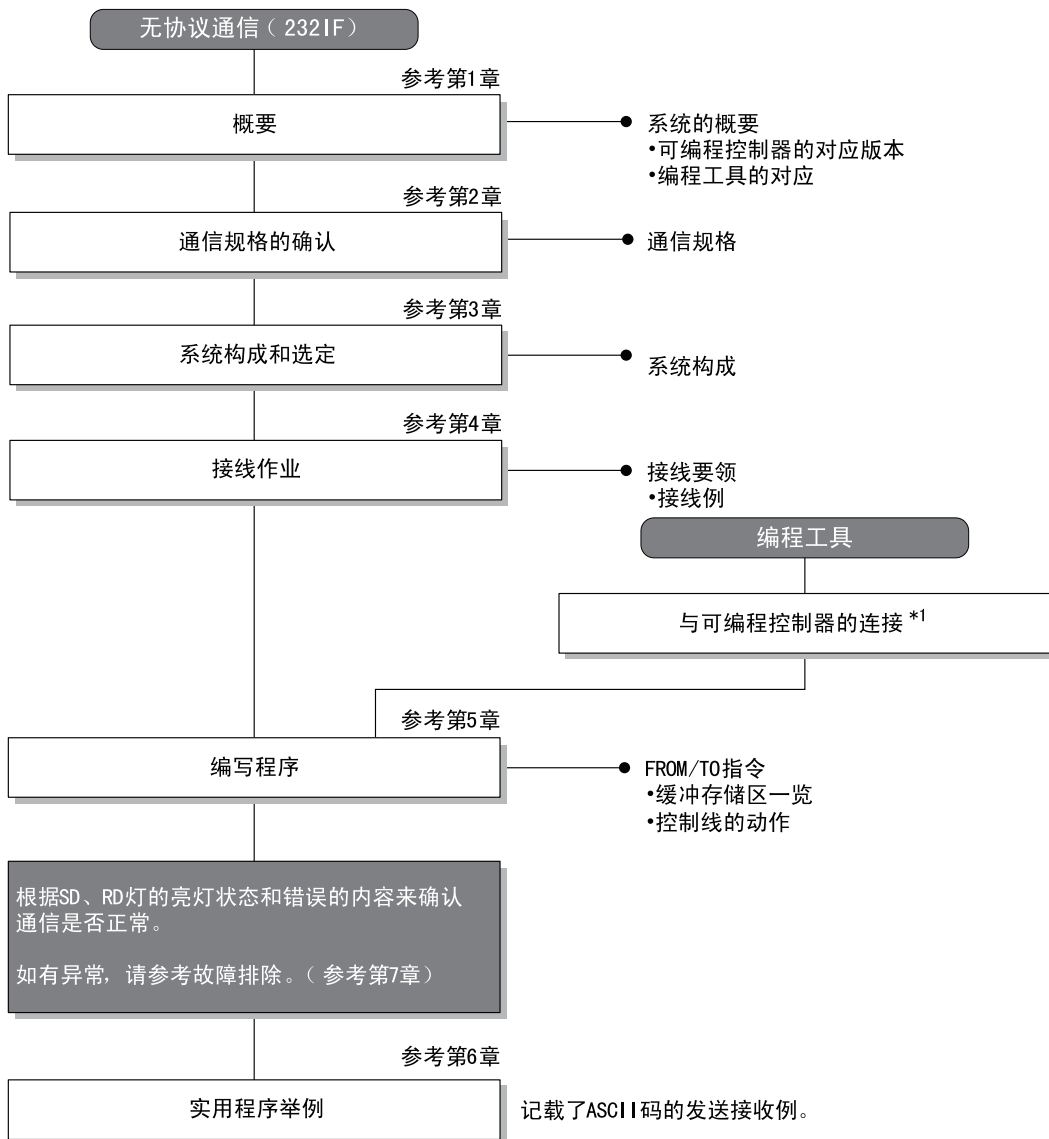 无协议通信（232IF）
参考第1章
概要
系统的概要
•可编程控制器的对应版本
•编程工具的对应
参考第2章
通信规格的确认
通信规格
参考第3章
系统构成和选定
系统构成
参考第4章
接线作业
接线要领
•接线例
编程工具
与可编程控制器的连接 *1
参考第5章
编写程序
FROM/TO指令
•缓冲存储区一览
•控制线的动作
根据SD、RD灯的亮灯状态和错误的内容来确认
通信是否正常。
如有异常，请参考故障排除。（参考第7章）
参考第6章
实用程序举例
记载了ASCII码的发送接收例。